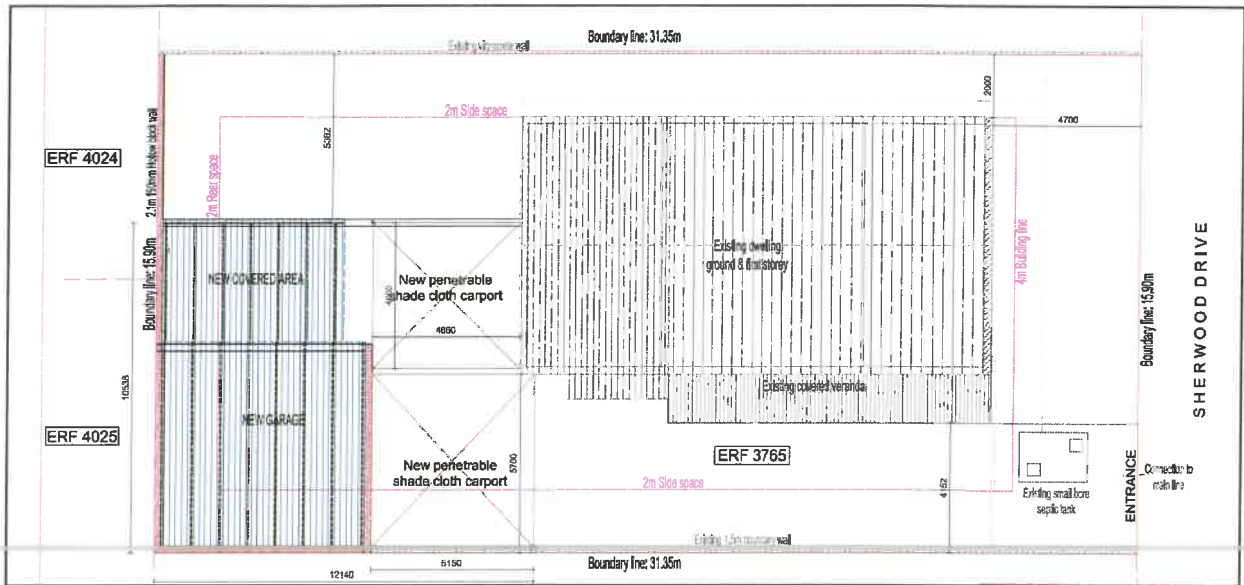 Boundary line: 31.35m
Existing vibracrete wall
2m Side space
2000
4700
5082
ERF 4024
2.1m 150mm Hollow block wall
2m Rear space
Boundary line: 15.90m
NEW COVERED AREA
New penetrable
shade cloth carport
4860
Existing dwelling
ground & first storey
4m Building line
Boundary line: 15.90m
SHERWOOD DRIVE
10538
Existing covered veranda
ERF 4025
NEW GARAGE
New penetrable
shade cloth carport
5700
ERF 3765
2m Side space
4152
Existing small bore
septic tank
ENTRANCE
Connection to
main line
Existing 1.5m boundary wall
Boundary line: 31.35m
5150
12140